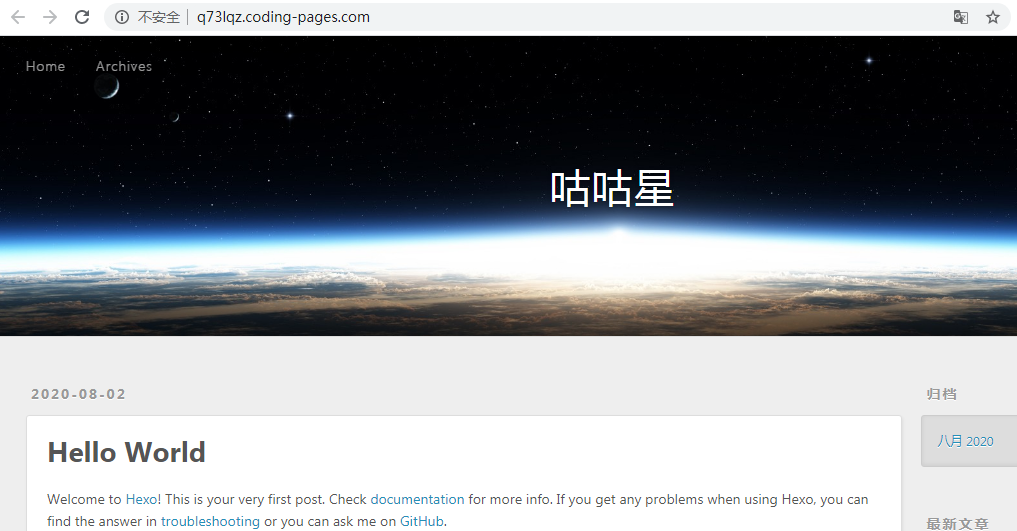 不安全 q73lqz.coding-pages.com
Home Archives
咕咕星
2020-08-02
归档
Hello World
八月 2020
Welcome to Hexo! This is your very first post. Check documentation for more info. If you get any problems when using Hexo, you can
find the answer in troubleshooting or you can ask me on GitHub.
最新文章